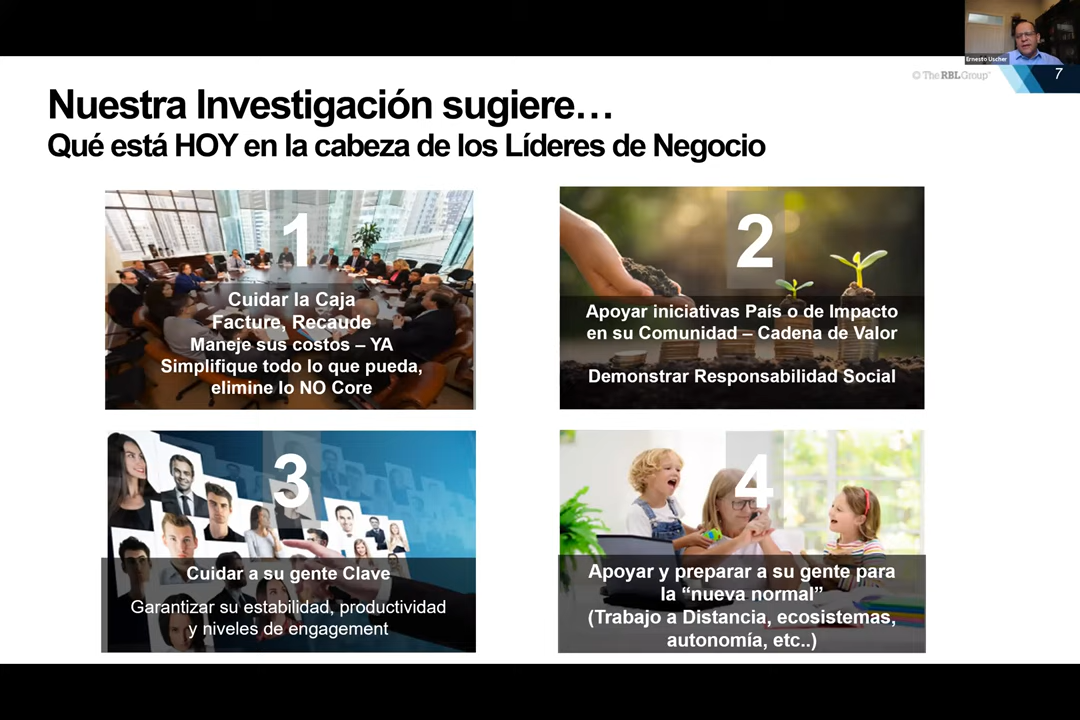 Ernesto Uscher
© The RBLGroup
7
Nuestra Investigación sugiere…
Qué está HOY en la cabeza de los Líderes de Negocio
1
Cuidar la Caja
Facture, Recaude
Maneje sus costos – YA
Simplifique todo lo que pueda,
elimine lo NO Core
2
Apoyar iniciativas País o de Impacto
en su Comunidad – Cadena de Valor
Demonstrar Responsabilidad Social
3
Cuidar a su gente Clave
Garantizar su estabilidad, productividad
y niveles de engagement
4
Apoyar y preparar a su gente para
la “nueva normal”
(Trabajo a Distancia, ecosistemas,
autonomía, etc..)